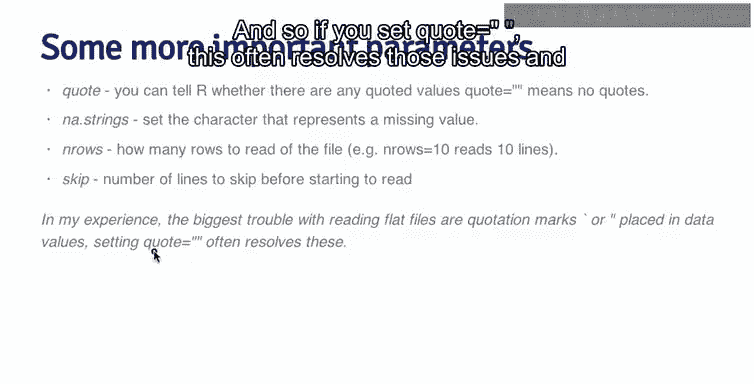 And so if you set quote=" ",
this often resolves those issues and
Some more important parameters
• quote - you can tell R whether there are any quoted values quote="" means no quotes.
• na.strings - set the character that represents a missing value.
• nrows - how many rows to read of the file (e.g. nrows=10 reads 10 lines).
• skip - number of lines to skip before starting to read
In my experience, the biggest trouble with reading flat files are quotation marks ` or " placed in data
values, setting quote="" often resolves these.